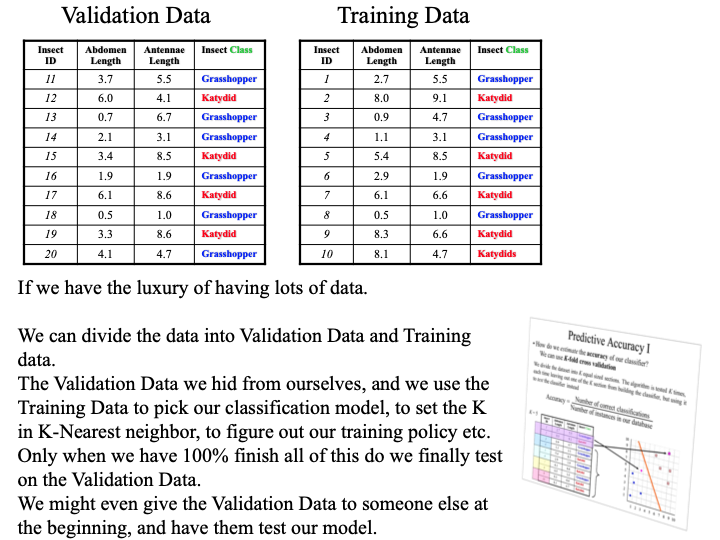 Validation Data
Training Data
Insect ID Abdomen Length Antennae Length Insect Class
11 3.7 5.5 Grasshopper
12 6.0 4.1 Katydid
13 0.7 6.7 Grasshopper
14 2.1 3.1 Grasshopper
15 3.4 8.5 Katydid
16 1.9 1.9 Grasshopper
17 6.1 8.6 Katydid
18 0.5 1.0 Grasshopper
19 3.3 8.6 Katydid
20 4.1 4.7 Grasshopper
Insect ID Abdomen Length Antennae Length Insect Class
1 2.7 5.5 Grasshopper
2 8.0 9.1 Katydid
3 0.9 4.7 Grasshopper
4 1.1 3.1 Grasshopper
5 5.4 8.5 Katydid
6 2.9 1.9 Grasshopper
7 6.1 6.6 Katydid
8 0.5 1.0 Grasshopper
9 8.3 6.6 Katydid
10 8.1 4.7 Katydids
If we have the luxury of having lots of data.
We can divide the data into Validation Data and Training
data.
The Validation Data we hid from ourselves, and we use the
Training Data to pick our classification model, to set the K
in K-Nearest neighbor, to figure out our training policy etc.
Only when we have 100% finish all of this do we finally test
on the Validation Data.
We might even give the Validation Data to someone else at
the beginning, and have them test our model.
Predictive Accuracy I
• How do we estimate the accuracy of our classifier?
We can use K-fold cross validation
Accuracy = Number of correct classifications
Number of instances in our database